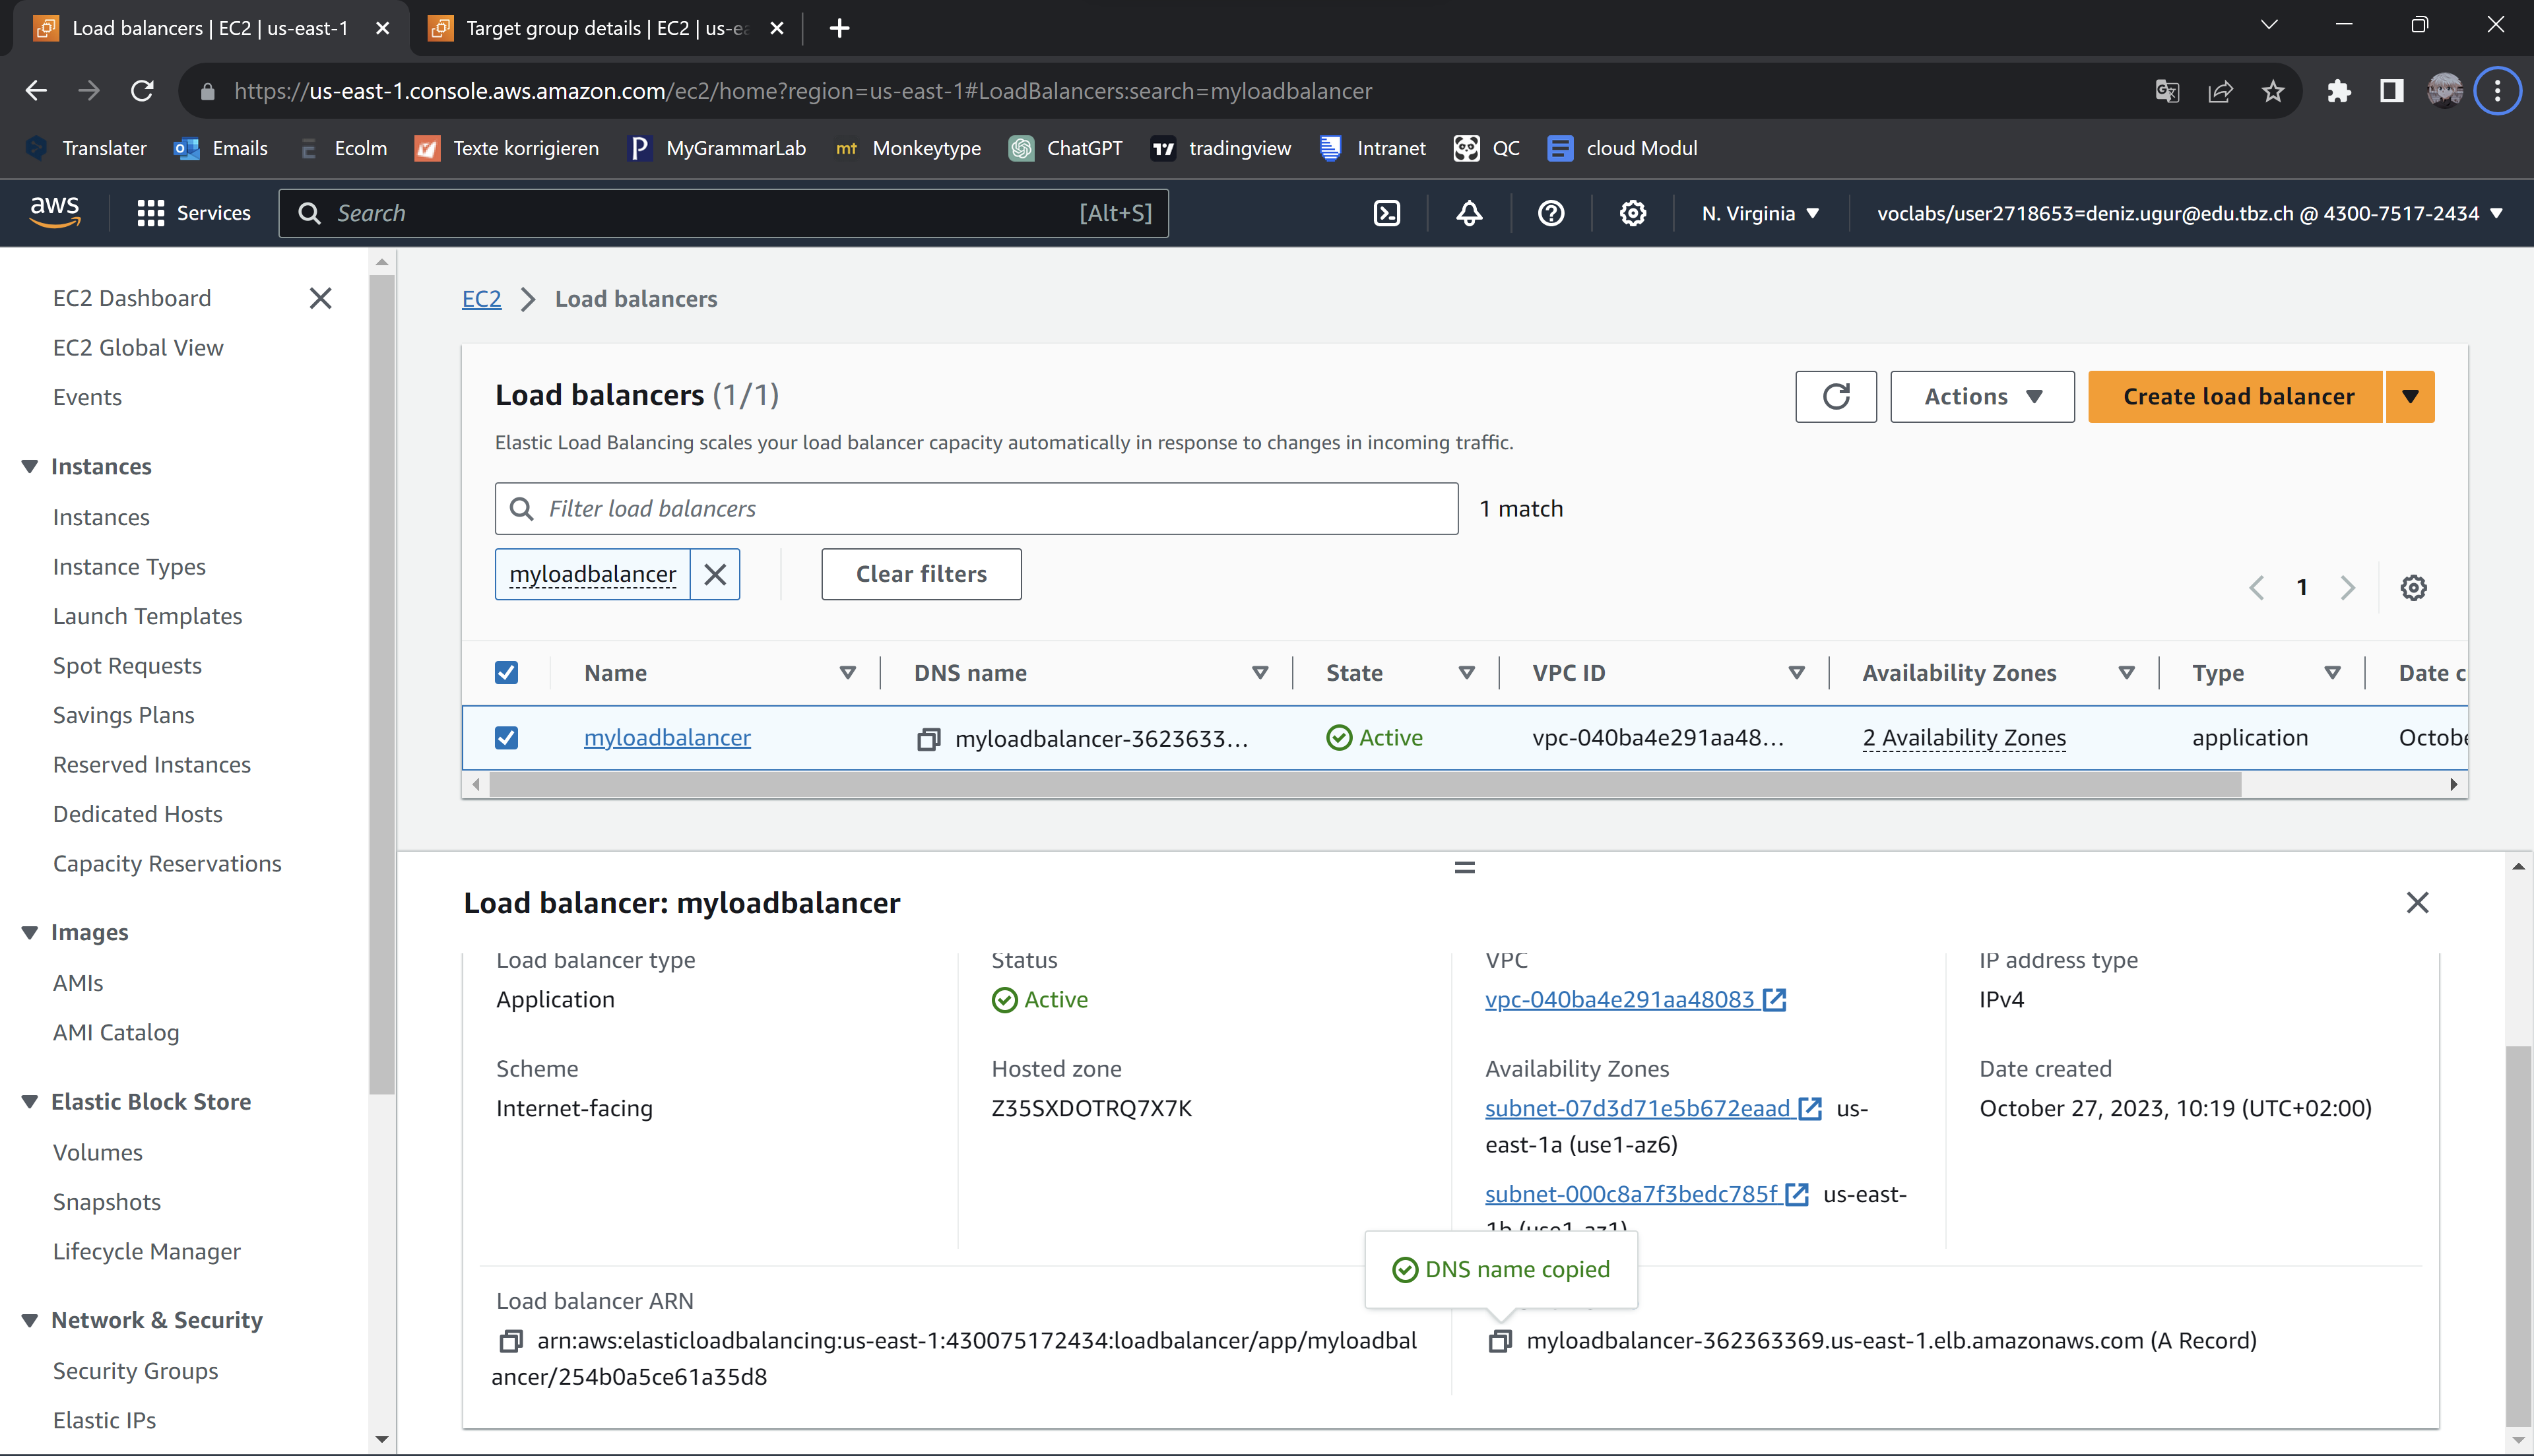 Load balancers | EC2 | us-east-1
Target group details | EC2 | us-ea
https://us-east-1.console.aws.amazon.com/ec2/home?region=us-east-1#LoadBalancers:search=myloadbalancer
Translater
Emails
Ecolm
Texte korrigieren
MyGrammarLab
mt Monkeytype
ChatGPT
tradingview
Intranet
QC
cloud Modul
aws
Services
Search
[Alt+S]
N. Virginia
voclabs/user2718653=deniz.ugur@edu.tbz.ch @ 4300-7517-2434
EC2 Dashboard
EC2 Global View
Events
Instances
Instances
Instance Types
Launch Templates
Spot Requests
Savings Plans
Reserved Instances
Dedicated Hosts
Capacity Reservations
Images
AMIs
AMI Catalog
Elastic Block Store
Volumes
Snapshots
Lifecycle Manager
Network & Security
Security Groups
Elastic IPs
EC2 > Load balancers
Load balancers (1/1)
Actions
Create load balancer
Elastic Load Balancing scales your load balancer capacity automatically in response to changes in incoming traffic.
Filter load balancers
1 match
myloadbalancer
Clear filters
1
Name
DNS name
State
VPC ID
Availability Zones
Type
Date c
myloadbalancer
myloadbalancer-3623633...
Active
vpc-040ba4e291aa48...
2 Availability Zones
application
Octobe
Load balancer: myloadbalancer
Load balancer type
Application
Status
Active
VPC
vpc-040ba4e291aa48083
IP address type
IPv4
Scheme
Internet-facing
Hosted zone
Z35SXDOTRQ7X7K
Availability Zones
subnet-07d3d71e5b672eaad us-
east-1a (use1-az6)
subnet-000c8a7f3bedc785f us-east-
1b (use1-az1)
Date created
October 27, 2023, 10:19 (UTC+02:00)
DNS name copied
Load balancer ARN
arn:aws:elasticloadbalancing:us-east-1:430075172434:loadbalancer/app/myloadbal
ancer/254b0a5ce61a35d8
myloadbalancer-362363369.us-east-1.elb.amazonaws.com (A Record)